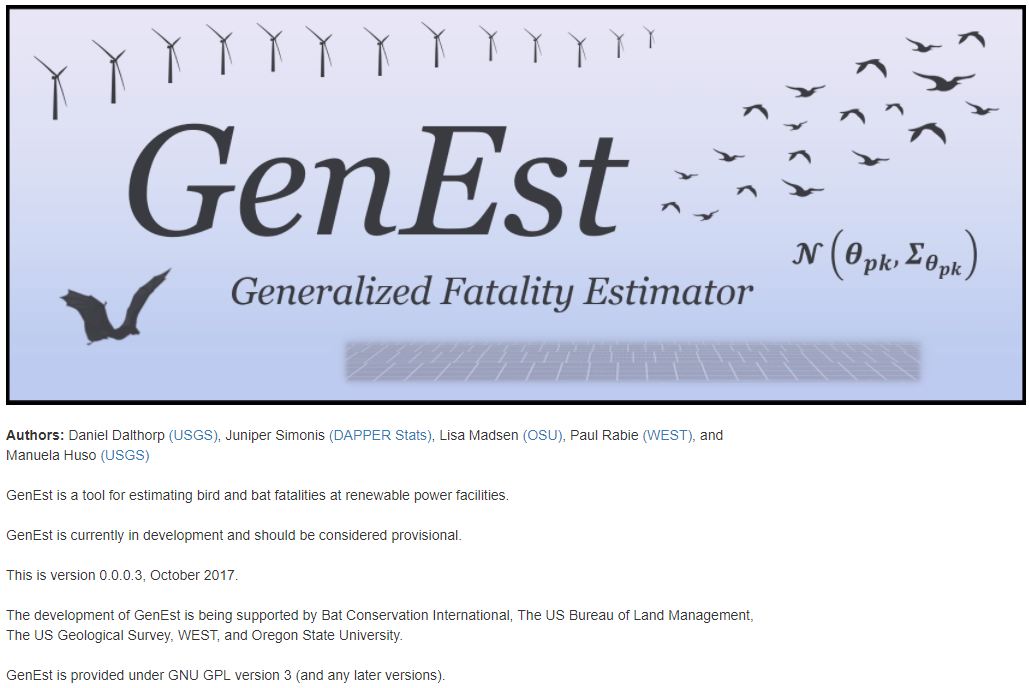 GenEst
𝒩 (θpk, Σθpk)
Generalized Fatality Estimator
Authors: Daniel Dalthorp (USGS), Juniper Simonis (DAPPER Stats), Lisa Madsen (OSU), Paul Rabie (WEST), and
Manuela Huso (USGS)
GenEst is a tool for estimating bird and bat fatalities at renewable power facilities.
GenEst is currently in development and should be considered provisional.
This is version 0.0.0.3, October 2017.
The development of GenEst is being supported by Bat Conservation International, The US Bureau of Land Management,
The US Geological Survey, WEST, and Oregon State University.
GenEst is provided under GNU GPL version 3 (and any later versions).